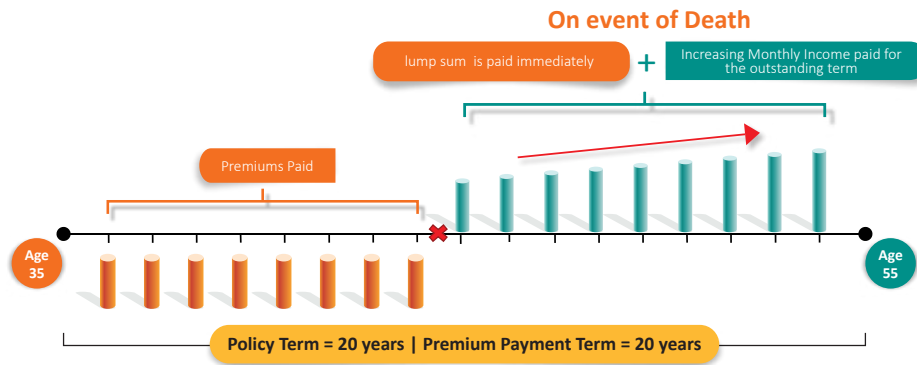 On event of Death
lump sum is paid immediately
+
Increasing Monthly Income paid for
the outstanding term
Premiums Paid
Age
35
Age
55
Policy Term = 20 years | Premium Payment Term = 20 years